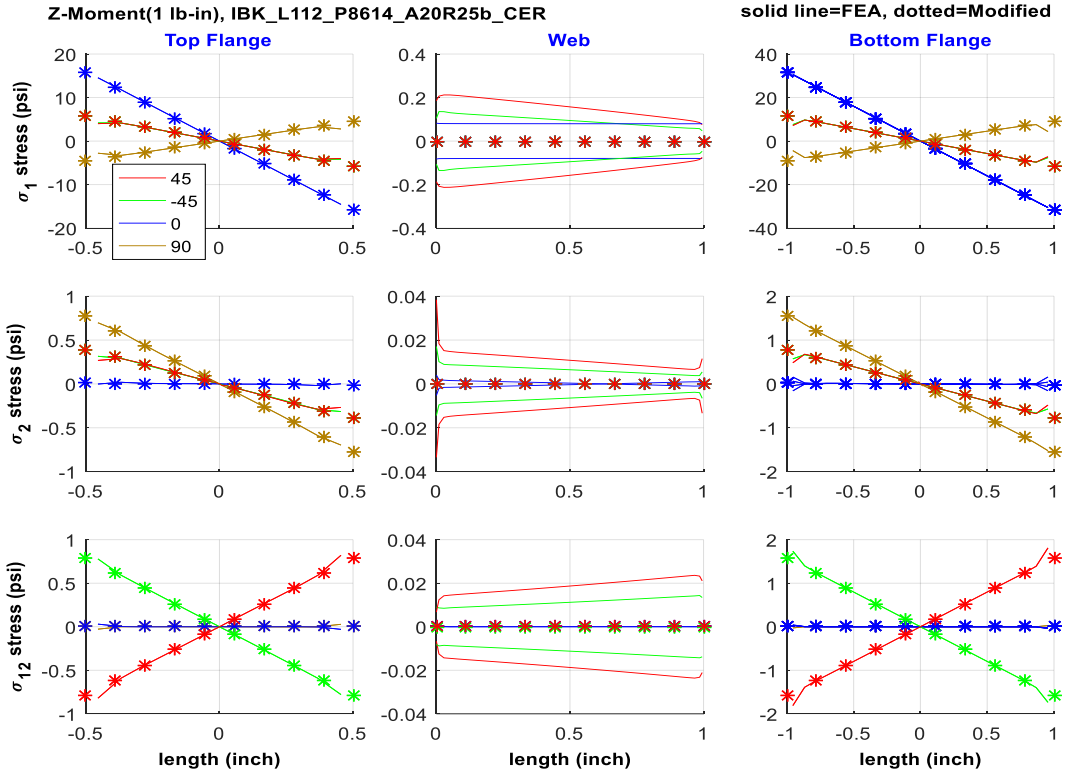 Z-Moment(1 lb-in), IBK_L112_P8614_A20R25b_CER solid line=FEA, dotted=Modified
Top Flange Web Bottom Flange
σ1 stress (psi)
20 10 0 -10 -20
-0.5 0 0.5
45
-45
0
90
0.4 0.2 0 -0.2 -0.4
0 0.5 1
40 20 0 -20 -40
-1 -0.5 0 0.5 1
σ2 stress (psi)
1 0.5 0 -0.5 -1
-0.5 0 0.5
0.04 0.02 0 -0.02 -0.04
0 0.5 1
2 1 0 -1 -2
-1 -0.5 0 0.5 1
σ12 stress (psi)
1 0.5 0 -0.5 -1
-0.5 0 0.5
length (inch)
0.04 0.02 0 -0.02 -0.04
0 0.5 1
length (inch)
2 1 0 -1 -2
-1 -0.5 0 0.5 1
length (inch)